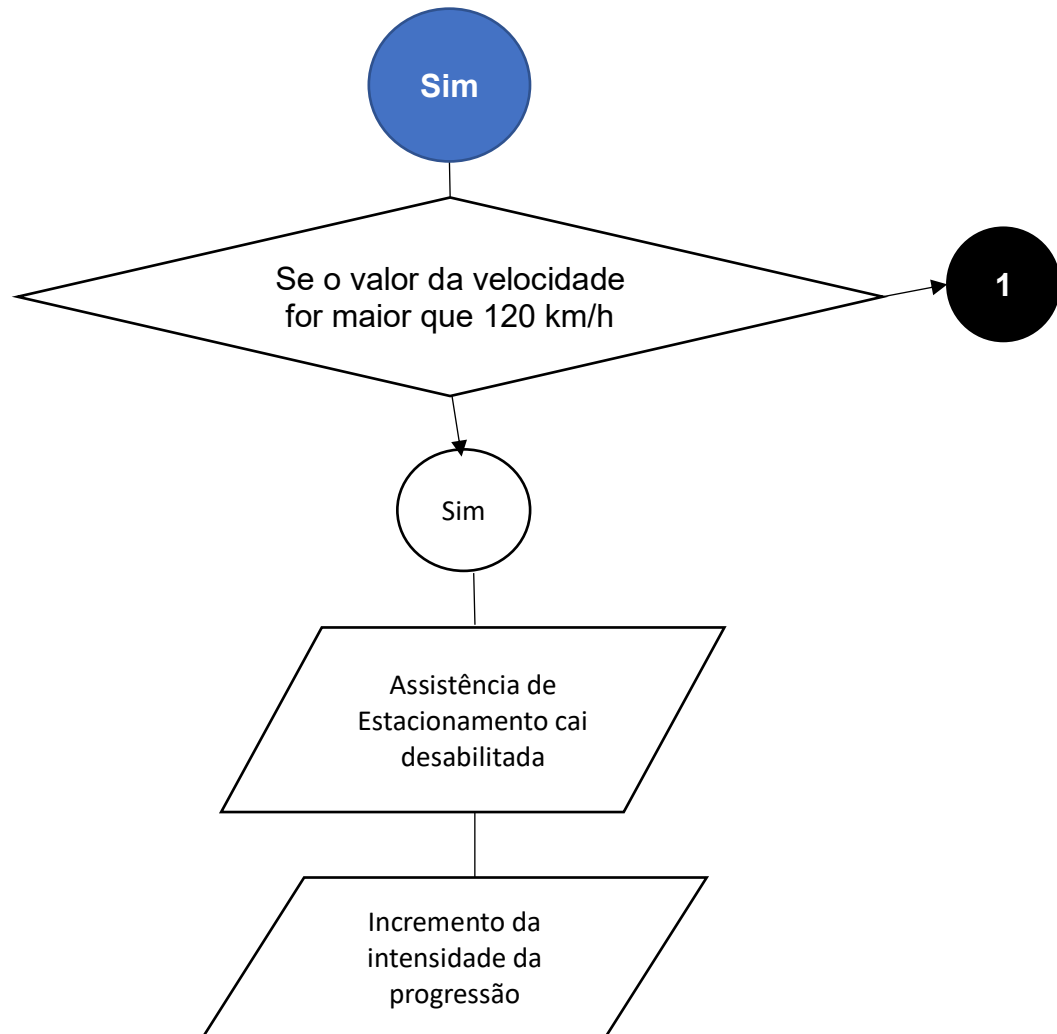 Sim
Se o valor da velocidade
for maior que 120 km/h
1
Sim
Assistência de
Estacionamento cai
desabilitada
Incremento da
intensidade da
progressão